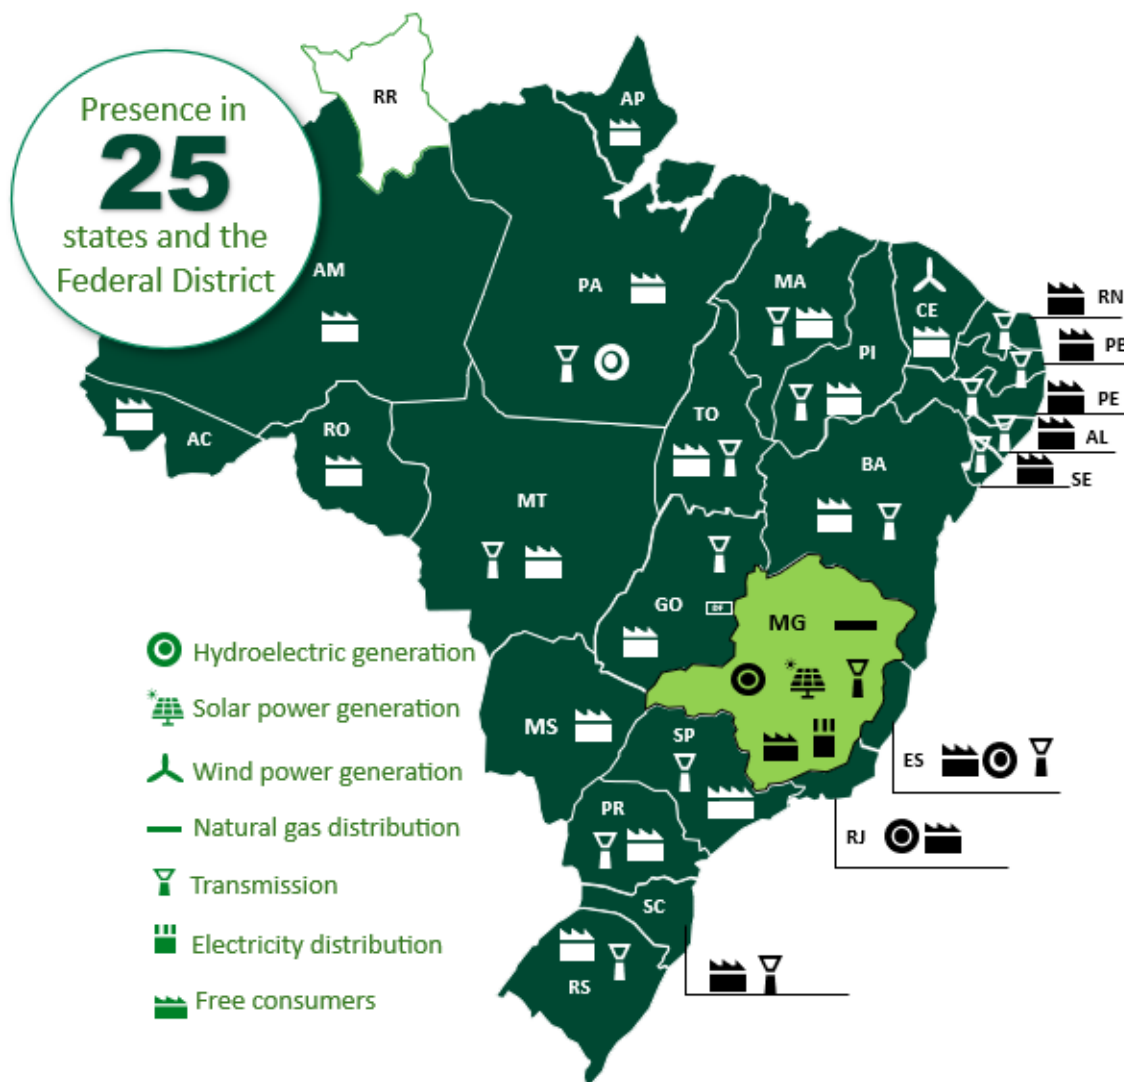 RR
AP
Presence in
25
states and the
Federal District
AM
PA
MA
CE
RN
PB
PI
PE
TO
AL
AC
RO
BA
SE
MT
GO
DF
MG
Hydroelectric generation
Solar power generation
MS
SP
Wind power generation
ES
PR
Natural gas distribution
RJ
Transmission
SC
Electricity distribution
RS
Free consumers